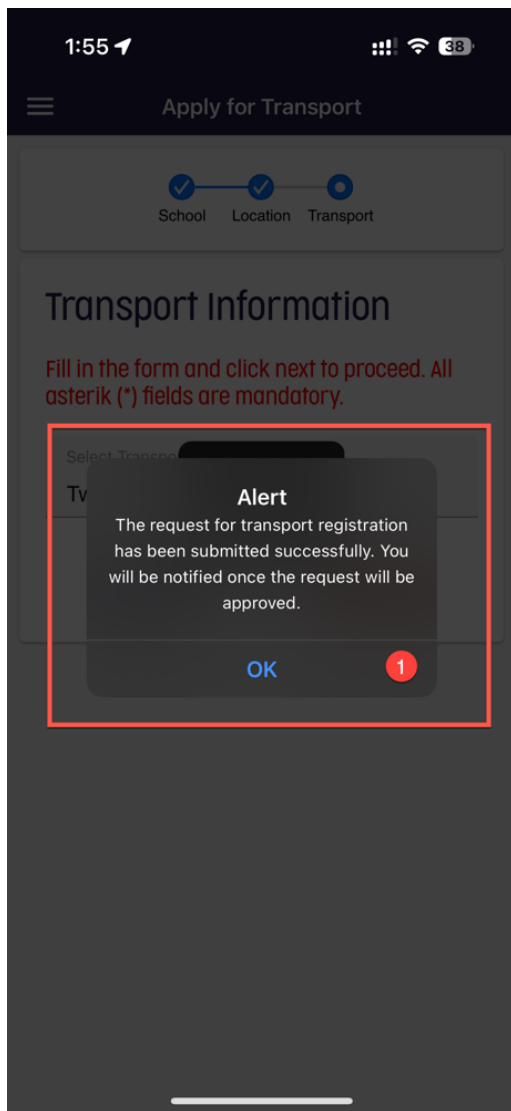 1:55
38
Apply for Transport
School Location Transport
Transport Information
Fill in the form and click next to proceed. All
asterik (*) fields are mandatory.
Select
Alert
The request for transport registration
has been submitted successfully. You
will be notified once the request will be
approved.
OK
1